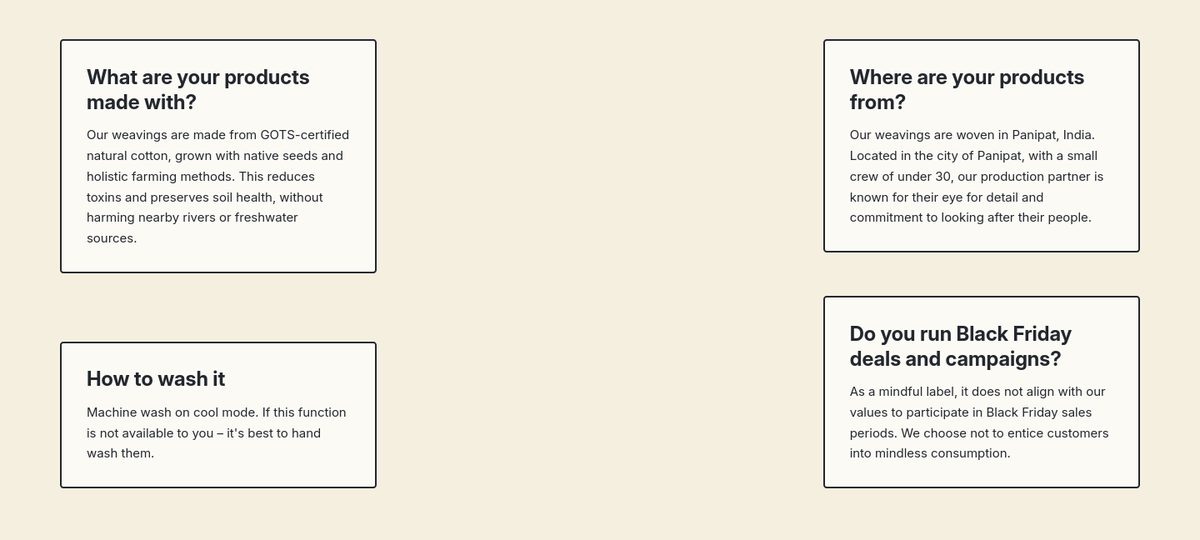 What are your products
made with?
Our weavings are made from GOTS-certified
natural cotton, grown with native seeds and
holistic farming methods. This reduces
toxins and preserves soil health, without
harming nearby rivers or freshwater
sources.
Where are your products
from?
Our weavings are woven in Panipat, India.
Located in the city of Panipat, with a small
crew of under 30, our production partner is
known for their eye for detail and
commitment to looking after their people.
How to wash it
Machine wash on cool mode. If this function
is not available to you – it's best to hand
wash them.
Do you run Black Friday
deals and campaigns?
As a mindful label, it does not align with our
values to participate in Black Friday sales
periods. We choose not to entice customers
into mindless consumption.